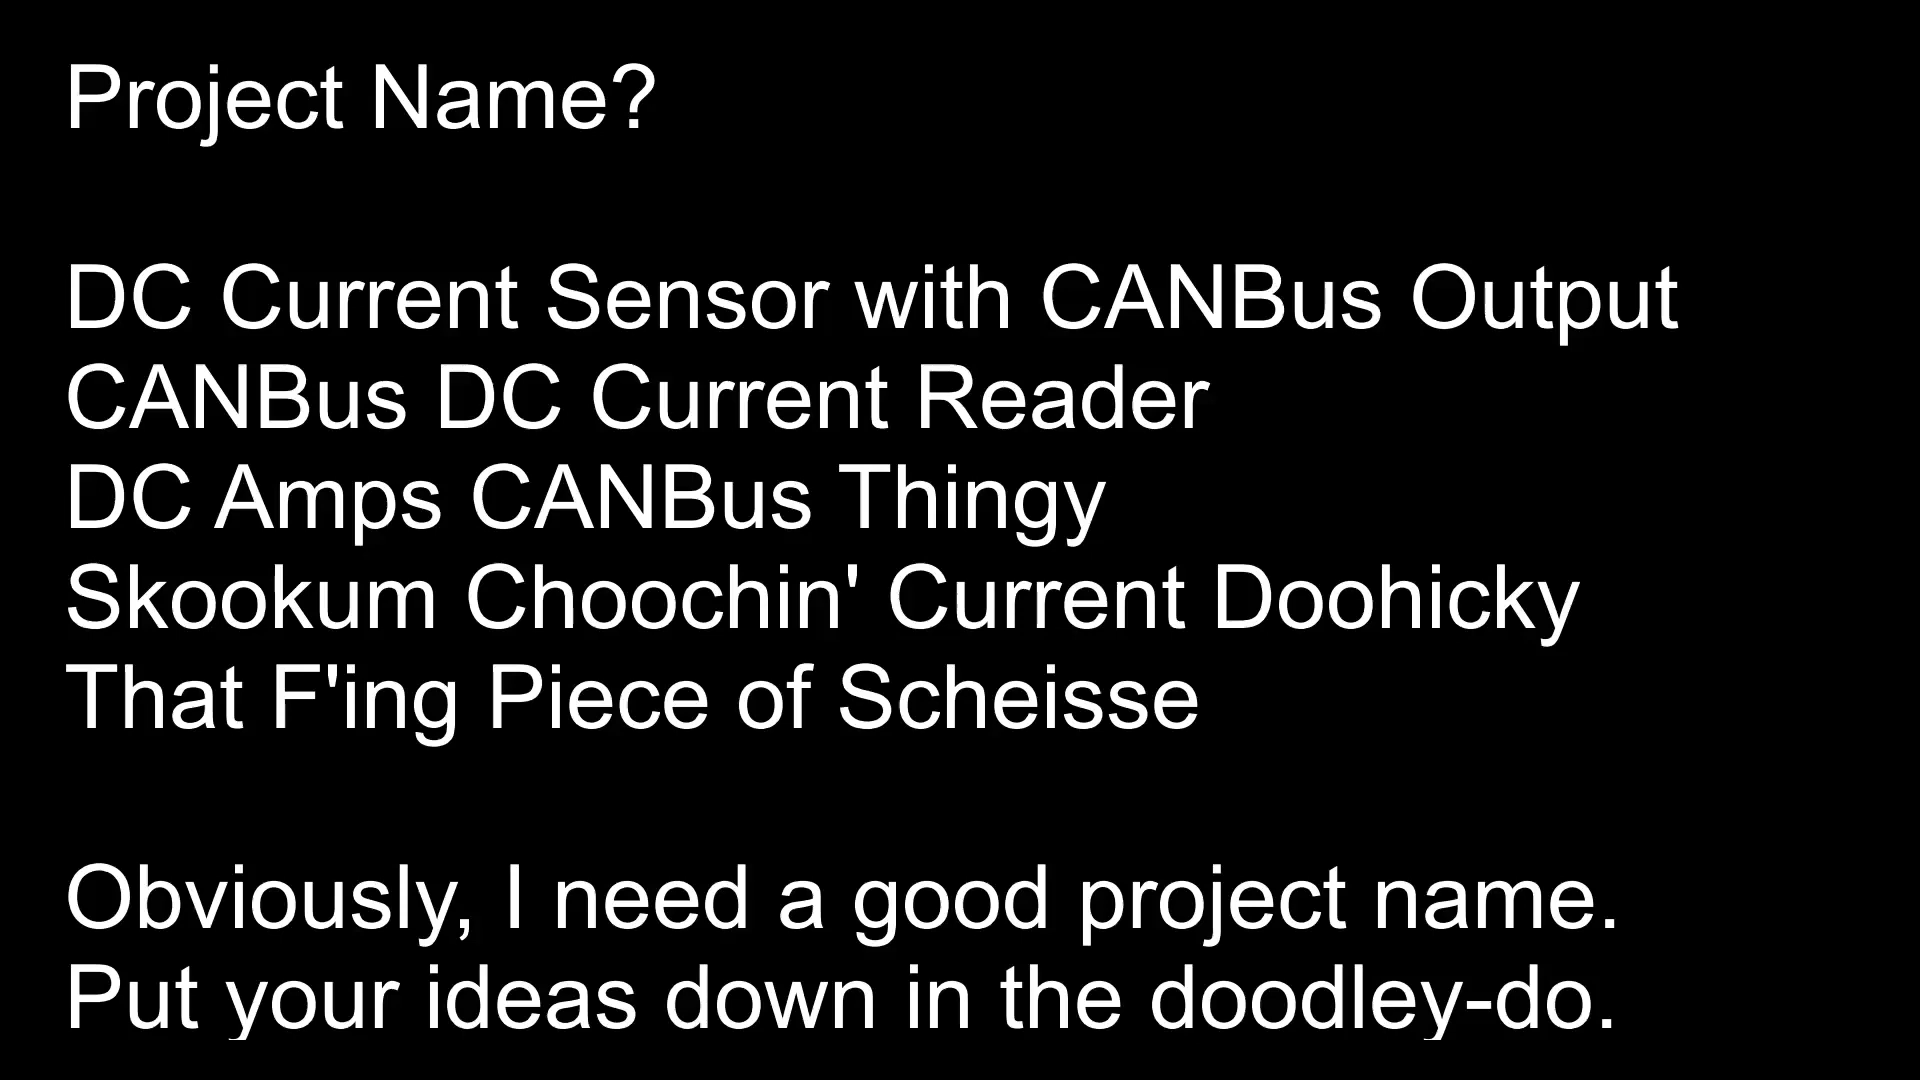 Project Name?
DC Current Sensor with CANBus Output
CANBus DC Current Reader
DC Amps CANBus Thingy
Skookum Choochin' Current Doohicky
That F'ing Piece of Scheisse
Obviously, I need a good project name.
Put your ideas down in the doodley-do.